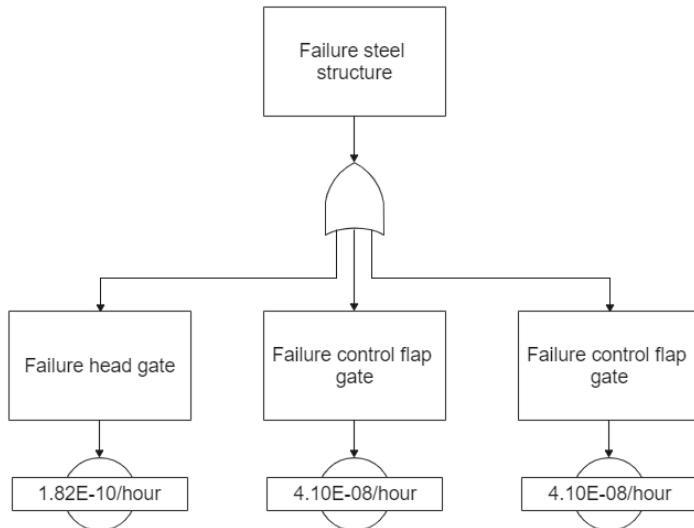 Failure steel
structure
Failure head gate
Failure control flap
gate
Failure control flap
gate
1.82E-10/hour
4.10E-08/hour
4.10E-08/hour